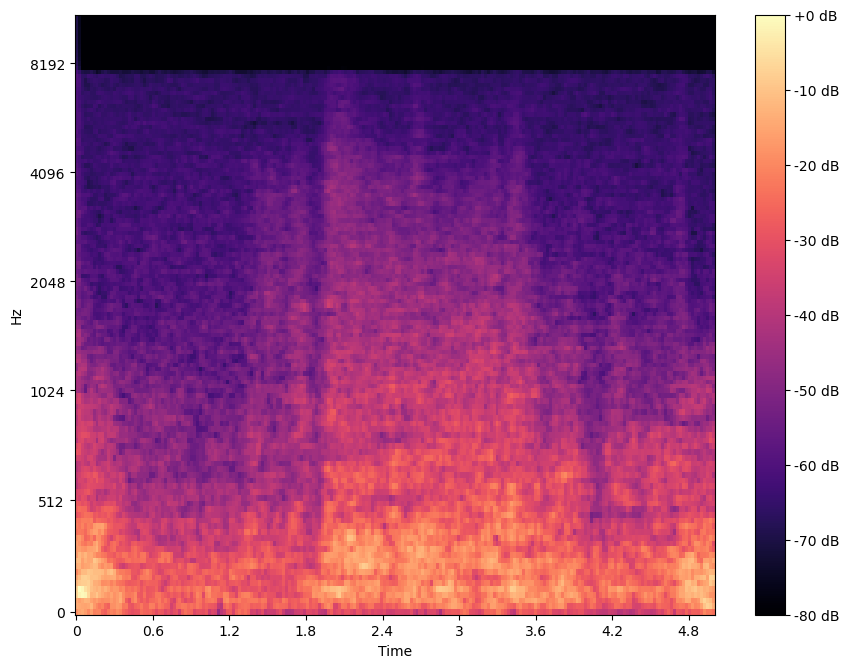 +0 dB
8192
-10 dB
4096
-20 dB
-30 dB
2048
Hz
-40 dB
1024
-50 dB
-60 dB
512
-70 dB
0
-80 dB
0 0.6 1.2 1.8 2.4 3 3.6 4.2 4.8
Time